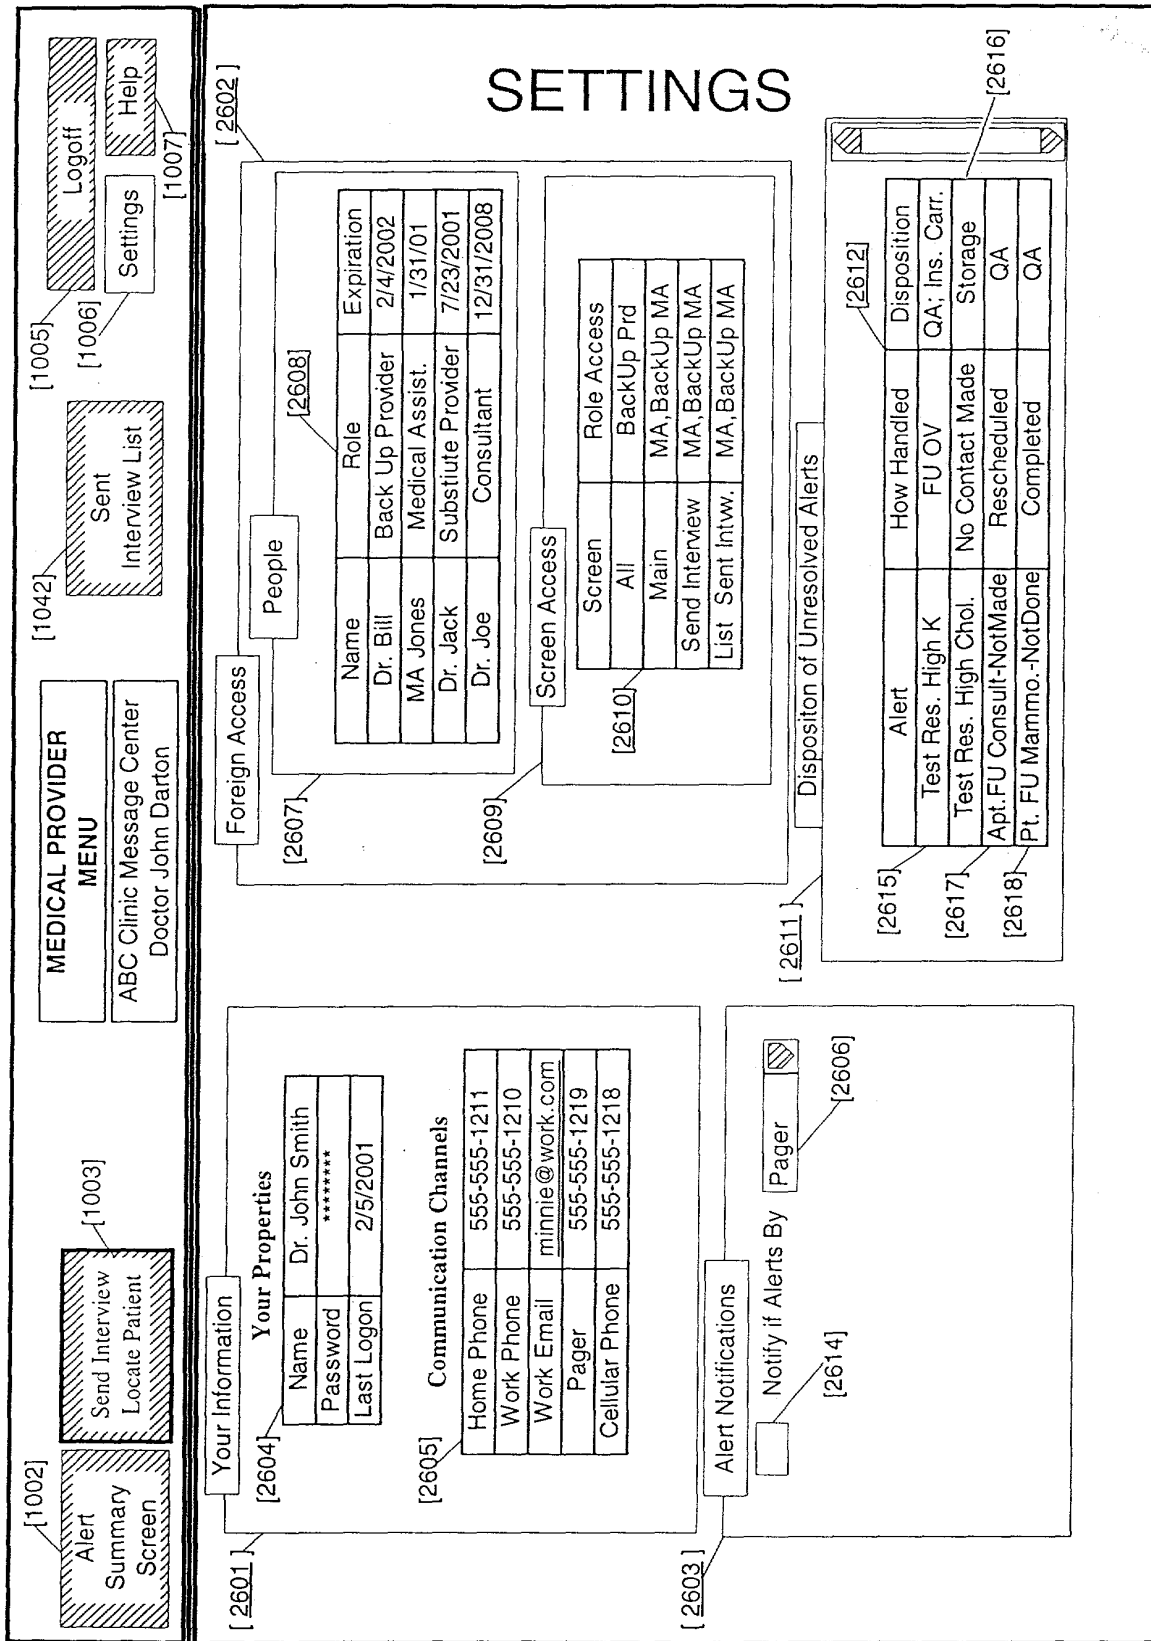 [1002]
Alert
Summary
Screen
[1003]
Send Interview
Locate Patient
MEDICAL PROVIDER
MENU
ABC Clinic Message Center
Doctor John Darton
[1042]
Sent
Interview List
[1005]
Logoff
[1006]
Settings
Help
[1007]
SETTINGS
[2601]
Your Information
Your Properties
[2604]
Name Dr. John Smith
Password ********
Last Logon 2/5/2001
Communication Channels
[2605]
Home Phone 555-555-1211
Work Phone 555-555-1210
Work Email minnie@work.com
Pager 555-555-1219
Cellular Phone 555-555-1218
[2603]
Alert Notifications
Notify if Alerts By Pager
[2614]
[2606]
[2602]
Foreign Access
People
[2607]
[2608]
Name Role Expiration
Dr. Bill Back Up Provider 2/4/2002
MA Jones Medical Assist. 1/31/01
Dr. Jack Substiute Provider 7/23/2001
Dr. Joe Consultant 12/31/2008
[2609]
Screen Access
[2610]
Screen Role Access
All BackUp Prd
Main MA,BackUp MA
Send Interview MA,BackUp MA
List Sent Intvw. MA,BackUp MA
[2611]
Dispositon of Unresolved Alerts
[2612]
Alert How Handled Disposition
[2615] Test Res. High K FU OV QA; Ins. Carr.
Test Res. High Chol. No Contact Made Storage [2616]
[2617] Apt.FU Consult-NotMade Rescheduled QA
[2618] Pt. FU Mammo.-NotDone Completed QA